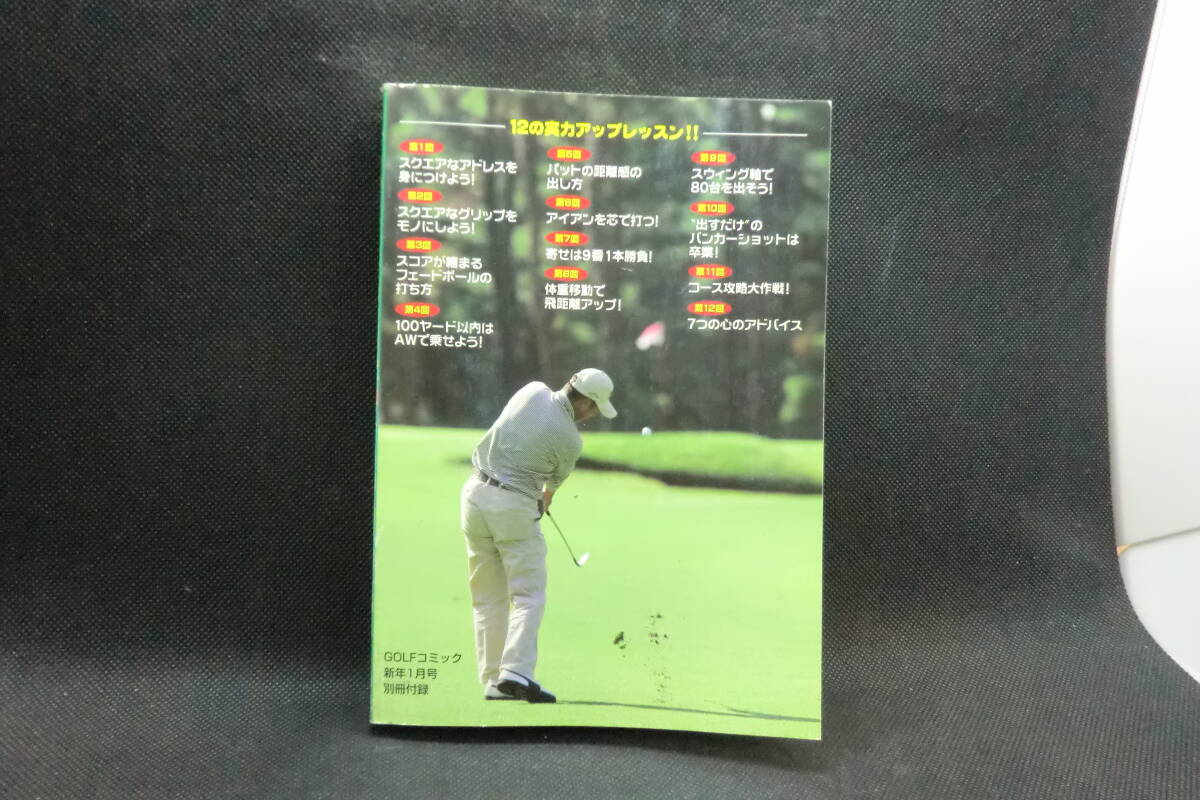 12の実力アップレッスン!!
第1回
スクエアなアドレスを
身につけよう!
第2回
スクエアなグリップを
モノにしよう!
第3回
スコアが縮まる
フェードボールの
打ち方
第4回
100ヤード以内は
AWで乗せよう!
第5回
パットの距離感の
出し方
第6回
アイアンを芯で打つ!
第7回
寄せは9番1本勝負!
第8回
体重移動で
飛距離アップ!
第9回
スウィング軸で
80台を出そう!
第10回
"出すだけ"の
バンカーショットは
卒業!
第11回
コース攻略大作戦!
第12回
7つの心のアドバイス
GOLFコミック
新年1月号
別冊付録